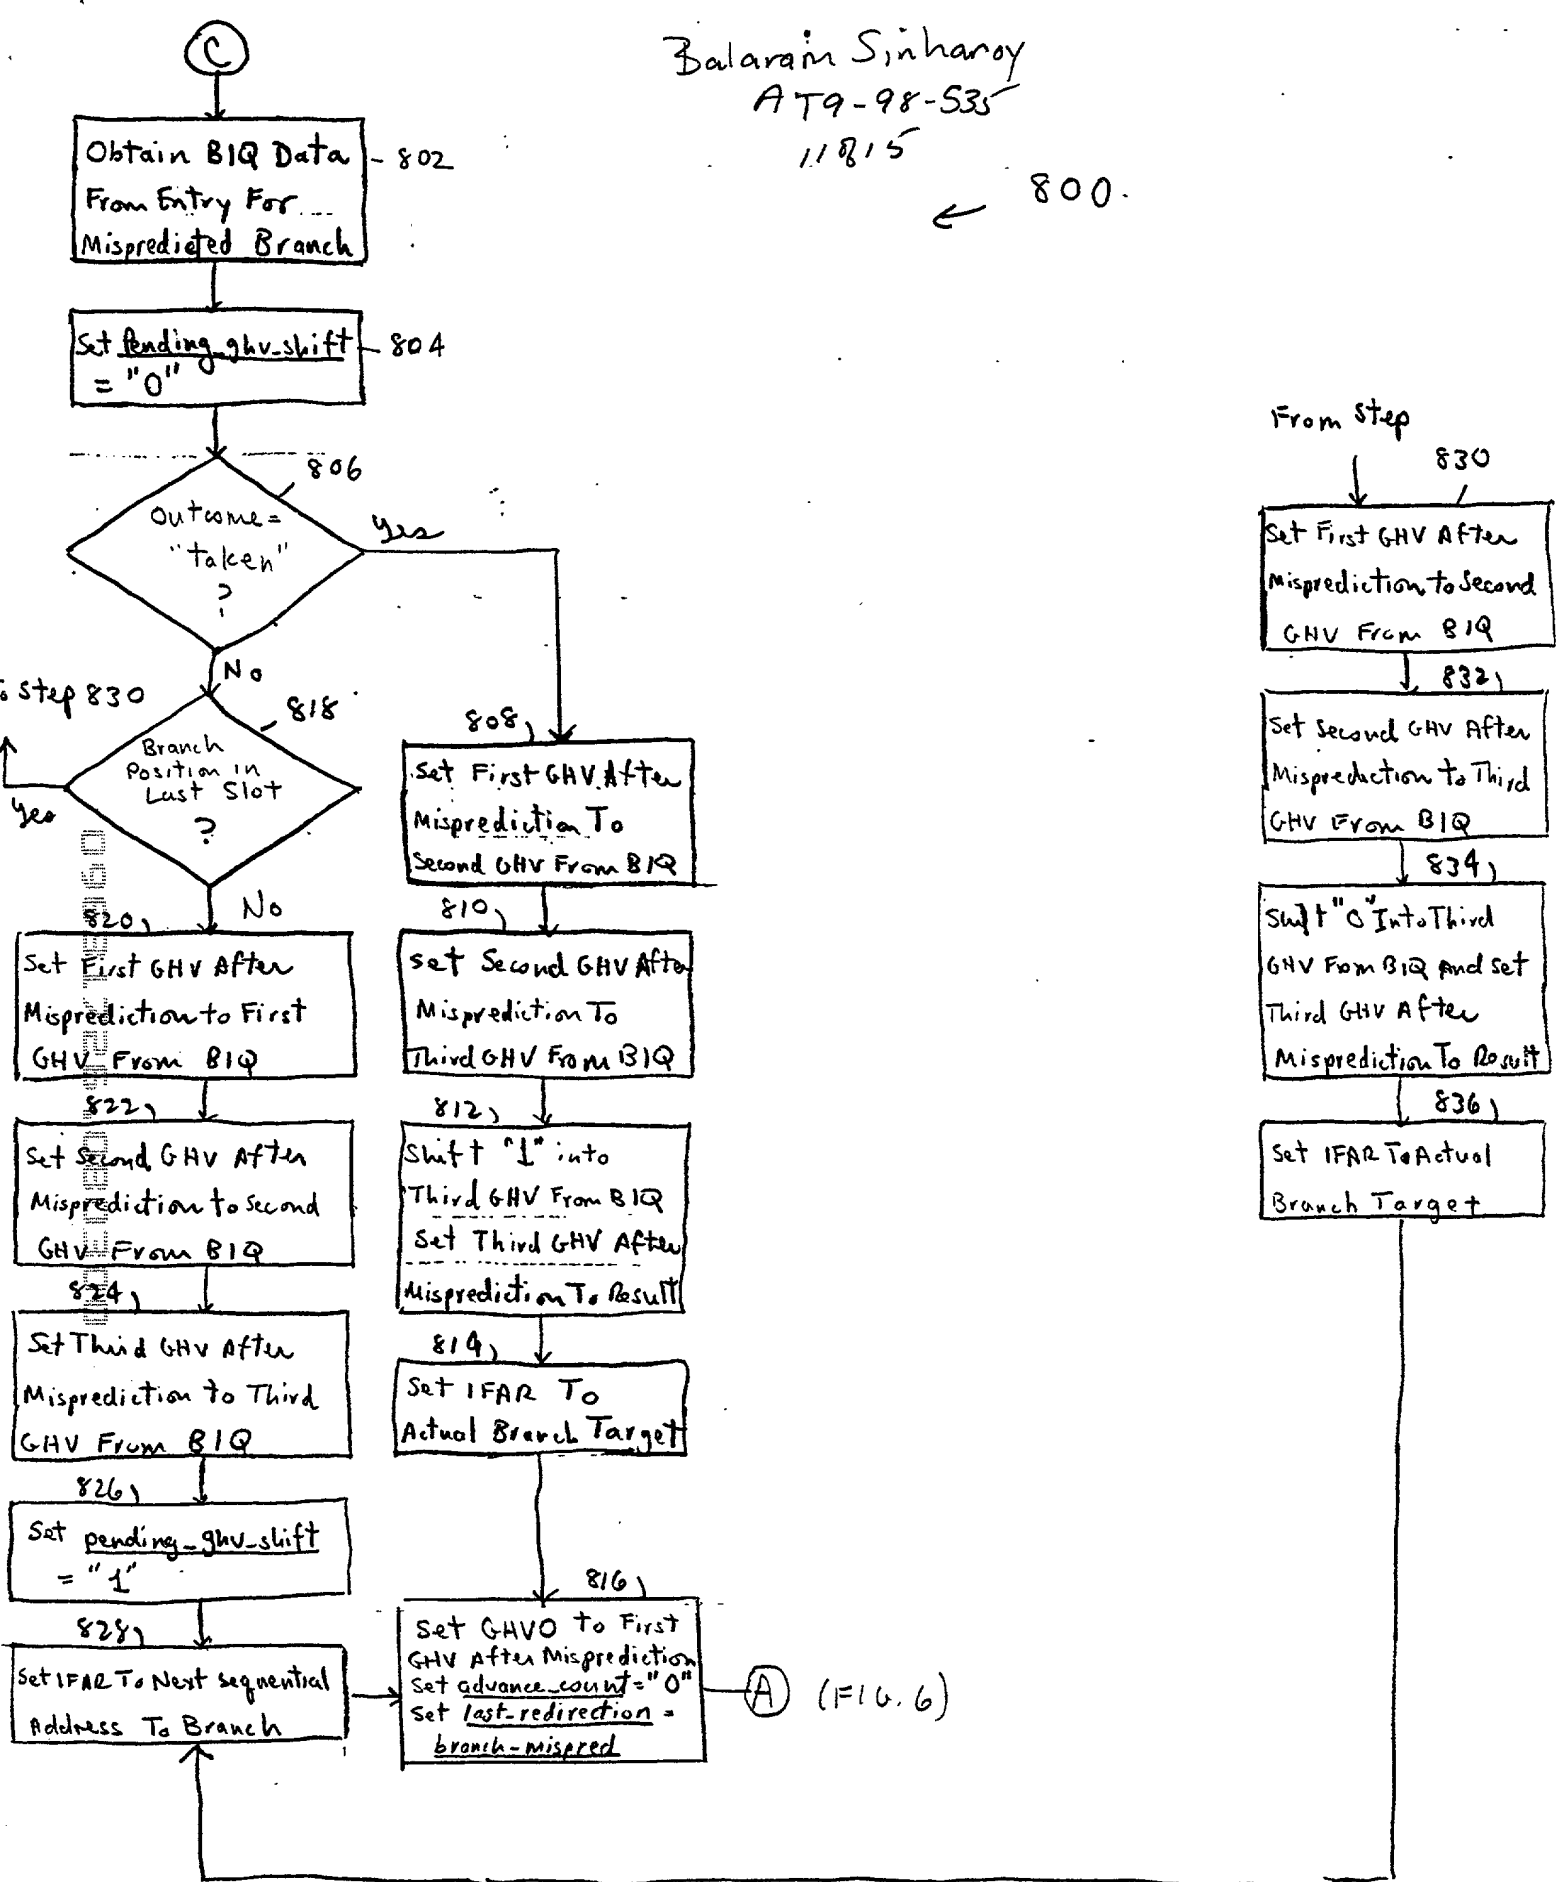 C
Balaram Sinharoy
AT9-98-535
11815
800.
Obtain BIQ Data
From Entry For
Mispredicted Branch
802
Set Pending_ghv_shift
= "0"
804
806
Outcome=
"taken"
?
Yes
No
Step 830
818
Branch
Position in
Last Slot
?
Yes
No
820
Set First GHV After
Misprediction to First
GHV From BIQ
822
Set Second GHV After
Misprediction to Second
GHV From BIQ
824
Set Third GHV After
Misprediction to Third
GHV From BIQ
826
Set pending_ghv_shift
= "1"
828
Set IFAR To Next Sequential
Address To Branch
808
Set First GHV After
Misprediction To
Second GHV From BIQ
810
Set Second GHV After
Misprediction To
Third GHV From BIQ
812
Shift "1" into
Third GHV From BIQ
Set Third GHV After
Misprediction To Result
814
Set IFAR To
Actual Branch Target
816
Set GHVO to First
GHV After Misprediction
Set advance_count="0"
Set last_redirection =
branch-mispred
A (FIG. 6)
From Step
830
Set First GHV After
Misprediction to Second
GHV From BIQ
832
Set Second GHV After
Misprediction to Third
GHV From BIQ
834
Shift "0" Into Third
GHV From BIQ And Set
Third GHV After
Misprediction To Result
836
Set IFAR To Actual
Branch Target